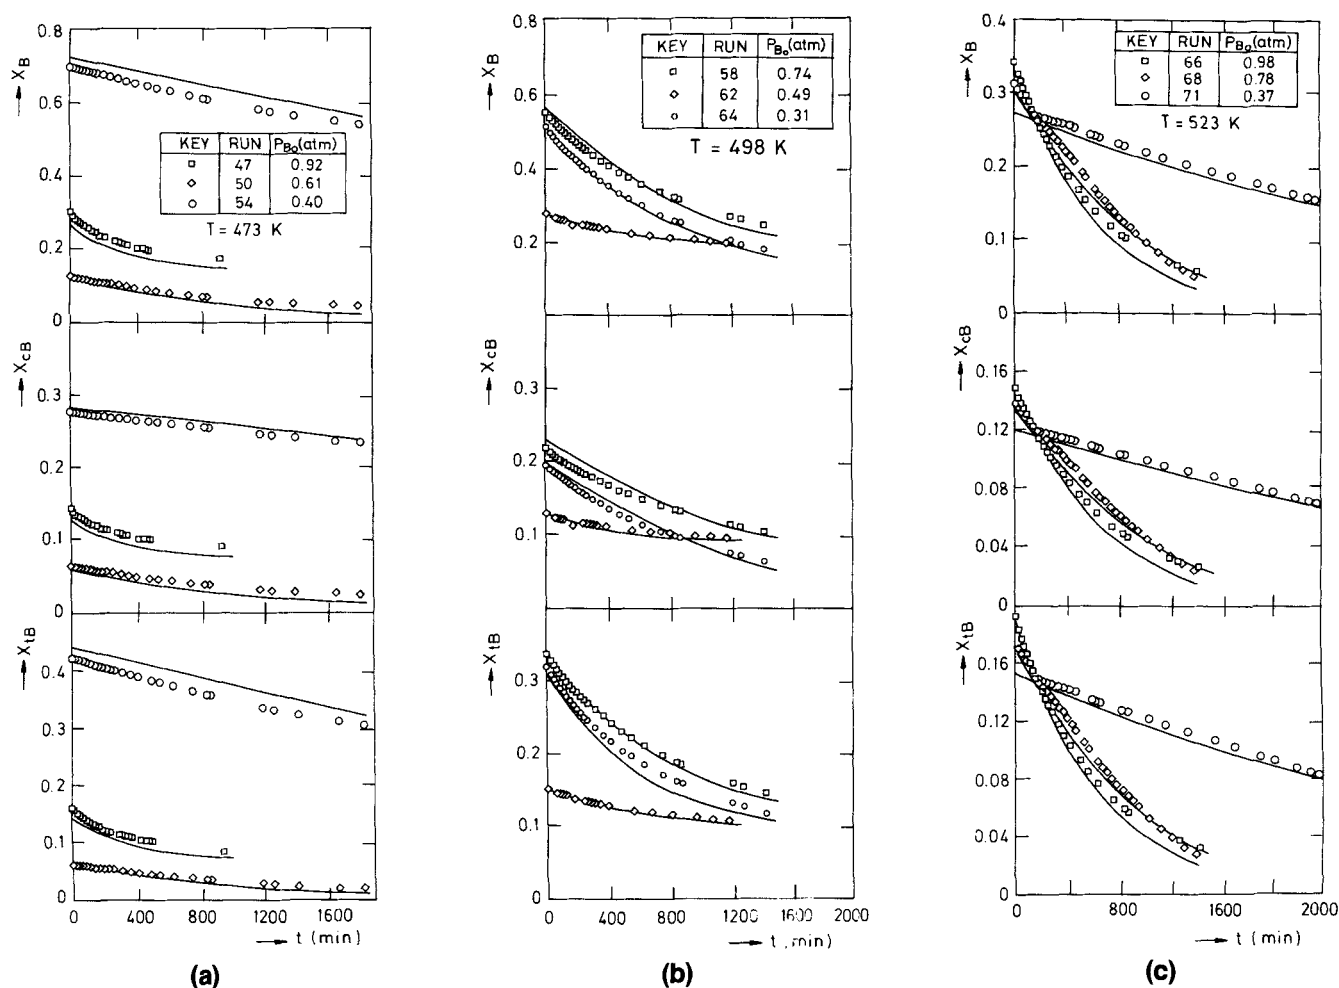 X_B
0.8
0.6
0.4
0.2
0
KEY RUN P_Bo(atm)
□ 47 0.92
◇ 50 0.61
○ 54 0.40
T = 473 K
X_cB
0.3
0.2
0.1
0
X_tB
0.4
0.3
0.2
0.1
0
0 400 800 1200 1600
t (min)
(a)
X_B
0.8
0.6
0.4
0.2
0
KEY RUN P_Bo(atm)
□ 58 0.74
◇ 62 0.49
○ 64 0.31
T = 498 K
X_cB
0.3
0.2
0.1
0
X_tB
0.3
0.2
0.1
0
0 400 800 1200 1600 2000
t (min)
(b)
X_B
0.4
0.3
0.2
0.1
0
KEY RUN P_Bo(atm)
□ 66 0.98
◇ 68 0.78
○ 71 0.37
T = 523 K
X_cB
0.16
0.12
0.08
0.04
0
X_tB
0.16
0.12
0.08
0.04
0
0 400 800 1600 2000
t (min)
(c)